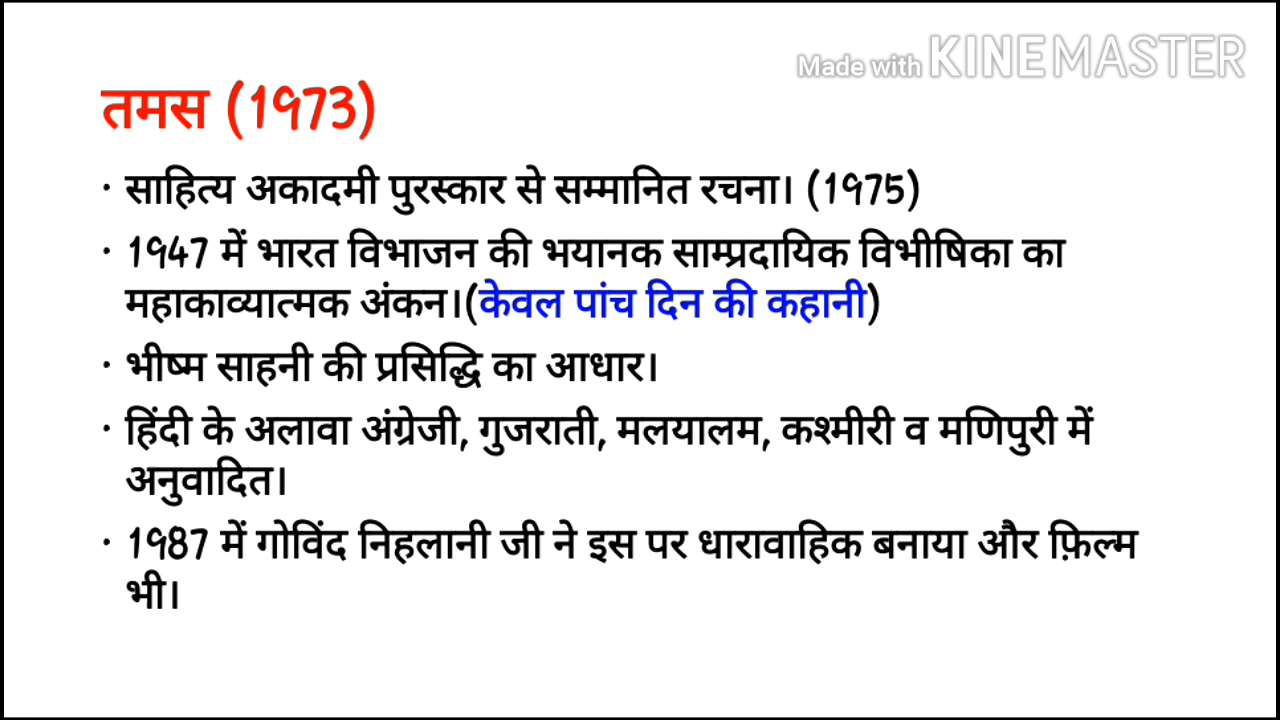 Made with KINEMASTER
तमस (1973)
· साहित्य अकादमी पुरस्कार से सम्मानित रचना। (1975)
· 1947 में भारत विभाजन की भयानक साम्प्रदायिक विभीषिका का
महाकाव्यात्मक अंकन।(केवल पांच दिन की कहानी)
· भीष्म साहनी की प्रसिद्धि का आधार।
· हिंदी के अलावा अंग्रेजी, गुजराती, मलयालम, कश्मीरी व मणिपुरी में
अनुवादित।
· 1987 में गोविंद निहलानी जी ने इस पर धारावाहिक बनाया और फ़िल्म
भी।